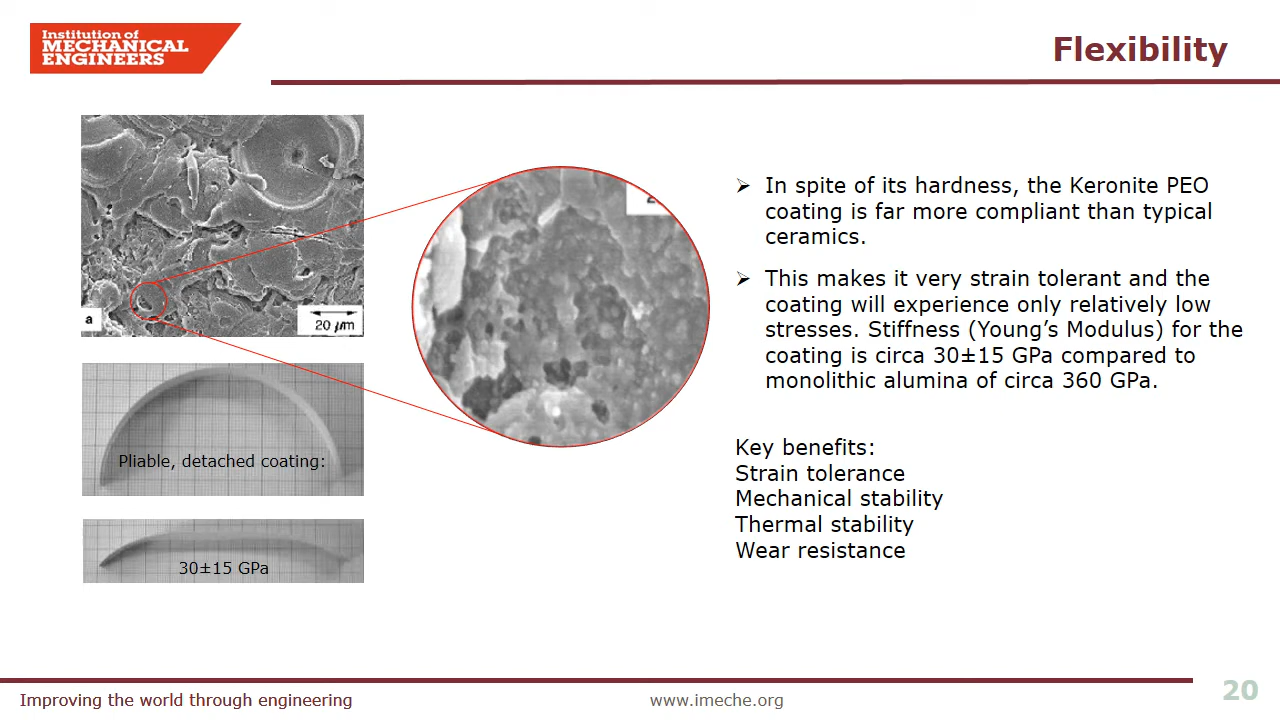 Institution of
MECHANICAL
ENGINEERS
Flexibility
a
20 µm
Pliable, detached coating:
30±15 GPa
➢ In spite of its hardness, the Keronite PEO
coating is far more compliant than typical
ceramics.
➢ This makes it very strain tolerant and the
coating will experience only relatively low
stresses. Stiffness (Young’s Modulus) for the
coating is circa 30±15 GPa compared to
monolithic alumina of circa 360 GPa.
Key benefits:
Strain tolerance
Mechanical stability
Thermal stability
Wear resistance
Improving the world through engineering
www.imeche.org
20